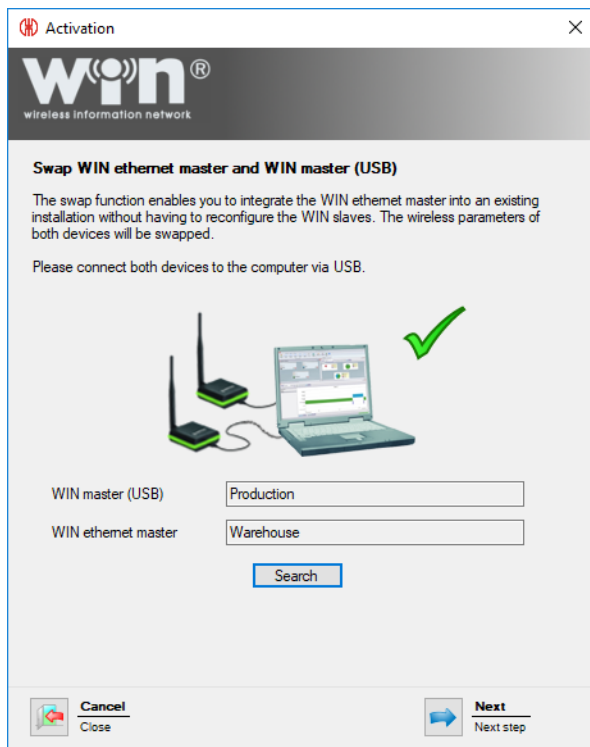 Activation
WIN®
wireless information network
Swap WIN ethernet master and WIN master (USB)
The swap function enables you to integrate the WIN ethernet master into an existing
installation without having to reconfigure the WIN slaves. The wireless parameters of
both devices will be swapped.
Please connect both devices to the computer via USB.
WIN master (USB)
Production
WIN ethernet master
Warehouse
Search
Cancel
Close
Next
Next step